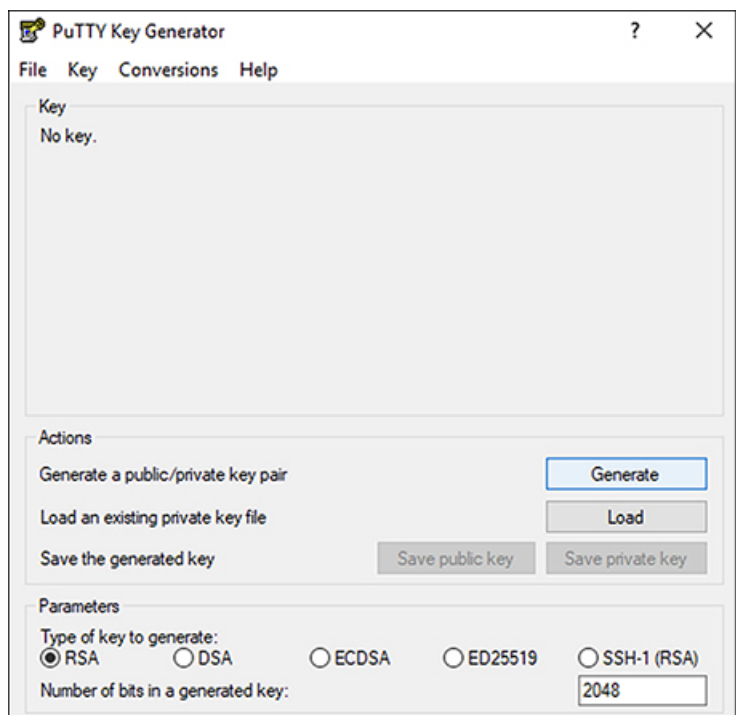 PuTTY Key Generator ? ×
File Key Conversions Help
Key
No key.
Actions
Generate a public/private key pair Generate
Load an existing private key file Load
Save the generated key Save public key Save private key
Parameters
Type of key to generate:
RSA DSA ECDSA ED25519 SSH-1 (RSA)
Number of bits in a generated key: 2048